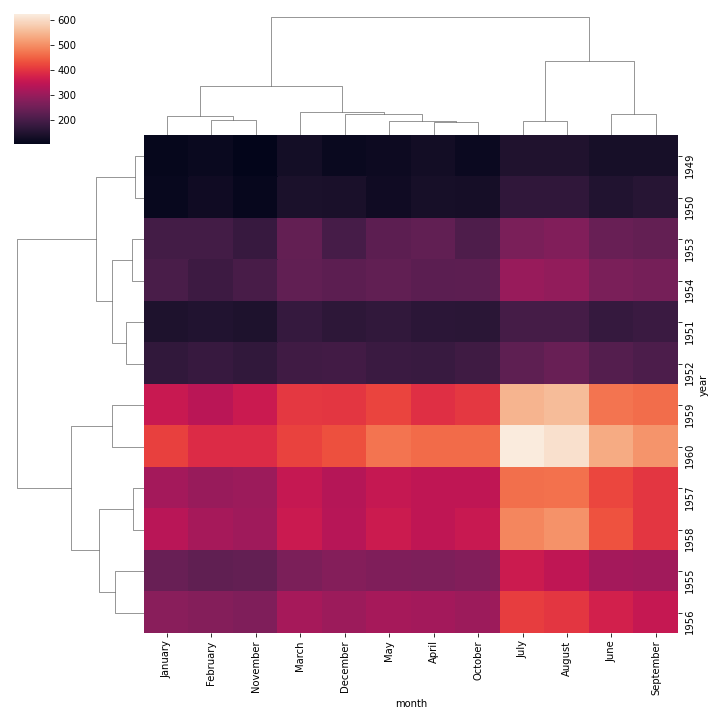 600
500
400
300
200
1949
1950
1953
1954
1951
1952
1959
1960
1957
1958
1955
1956
year
January
February
November
March
December
May
April
October
July
August
June
September
month